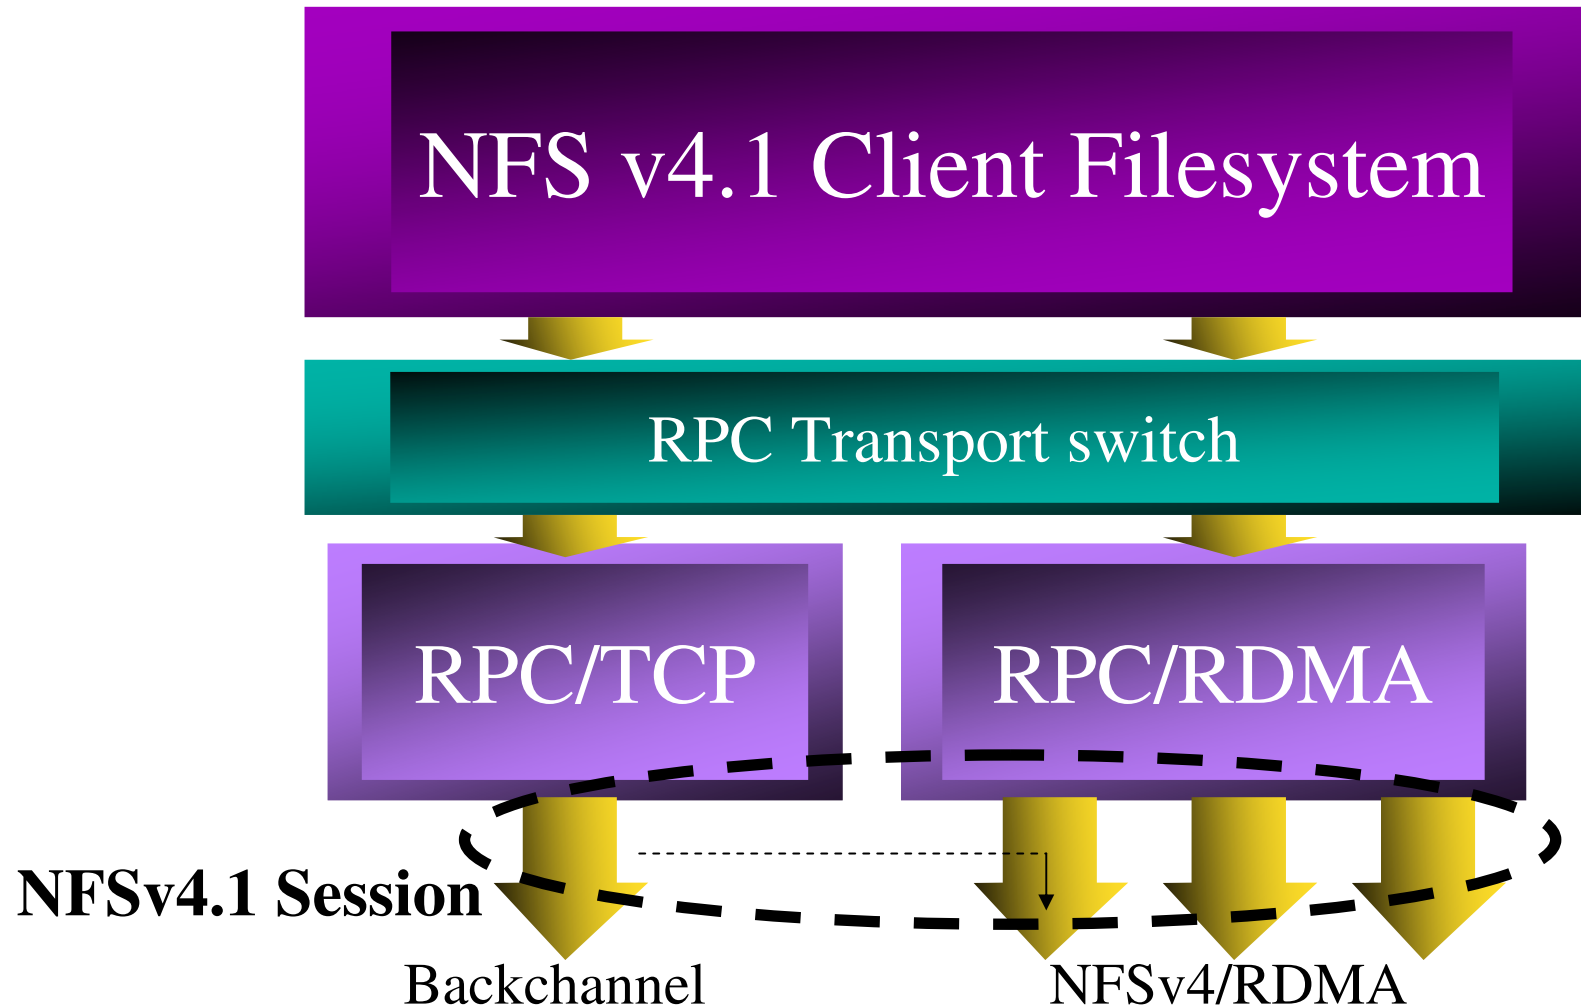 NFS v4.1 Client Filesystem
RPC Transport switch
RPC/TCP
RPC/RDMA
NFSv4.1 Session
Backchannel
NFSv4/RDMA